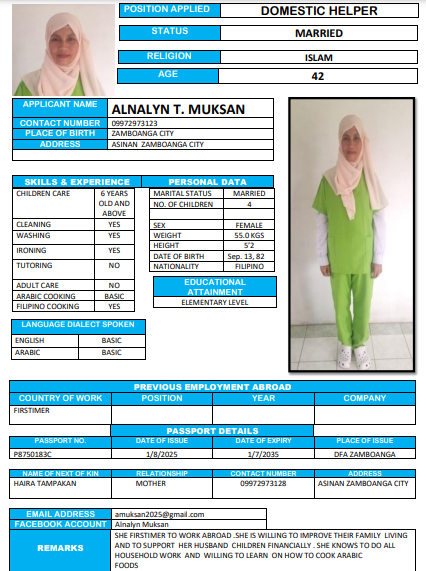 POSITION APPLIED DOMESTIC HELPER
STATUS MARRIED
RELIGION ISLAM
AGE 42
APPLICANT NAME ALNALYN T. MUKSAN
CONTACT NUMBER 09972973123
PLACE OF BIRTH ZAMBOANGA CITY
ADDRESS ASINAN ZAMBOANGA CITY
SKILLS & EXPERIENCE
CHILDREN CARE 6 YEARS OLD AND ABOVE
CLEANING YES
WASHING YES
IRONING YES
TUTORING NO
ADULT CARE NO
ARABIC COOKING BASIC
FILIPINO COOKING YES
PERSONAL DATA
MARITAL STATUS MARRIED
NO. OF CHILDREN 4
SEX FEMALE
WEIGHT 55.0 KGS
HEIGHT 5'2
DATE OF BIRTH Sep. 13, 82
NATIONALITY FILIPINO
EDUCATIONAL ATTAINMENT
ELEMENTARY LEVEL
LANGUAGE DIALECT SPOKEN
ENGLISH BASIC
ARABIC BASIC
PREVIOUS EMPLOYMENT ABROAD
COUNTRY OF WORK POSITION YEAR COMPANY
FIRSTIMER
PASSPORT DETAILS
PASSPORT NO. DATE OF ISSUE DATE OF EXPIRY PLACE OF ISSUE
P8750183C 1/8/2025 1/7/2035 DFA ZAMBOANGA
NAME OF NEXT OF KIN RELATIONSHIP CONTACT NUMBER ADDRESS
HAIRA TAMPAKAN MOTHER 09972973128 ASINAN ZAMBOANGA CITY
EMAIL ADDRESS amuksan2025@gmail.com
FACEBOOK ACCOUNT Alnalyn Muksan
REMARKS
SHE FIRSTIMER TO WORK ABROAD .SHE IS WILLING TO IMPROVE THEIR FAMILY LIVING
AND TO SUPPORT HER HUSBAND CHILDREN FINANCIALLY . SHE KNOWS TO DO ALL
HOUSEHOLD WORK AND WILLING TO LEARN ON HOW TO COOK ARABIC
FOODS